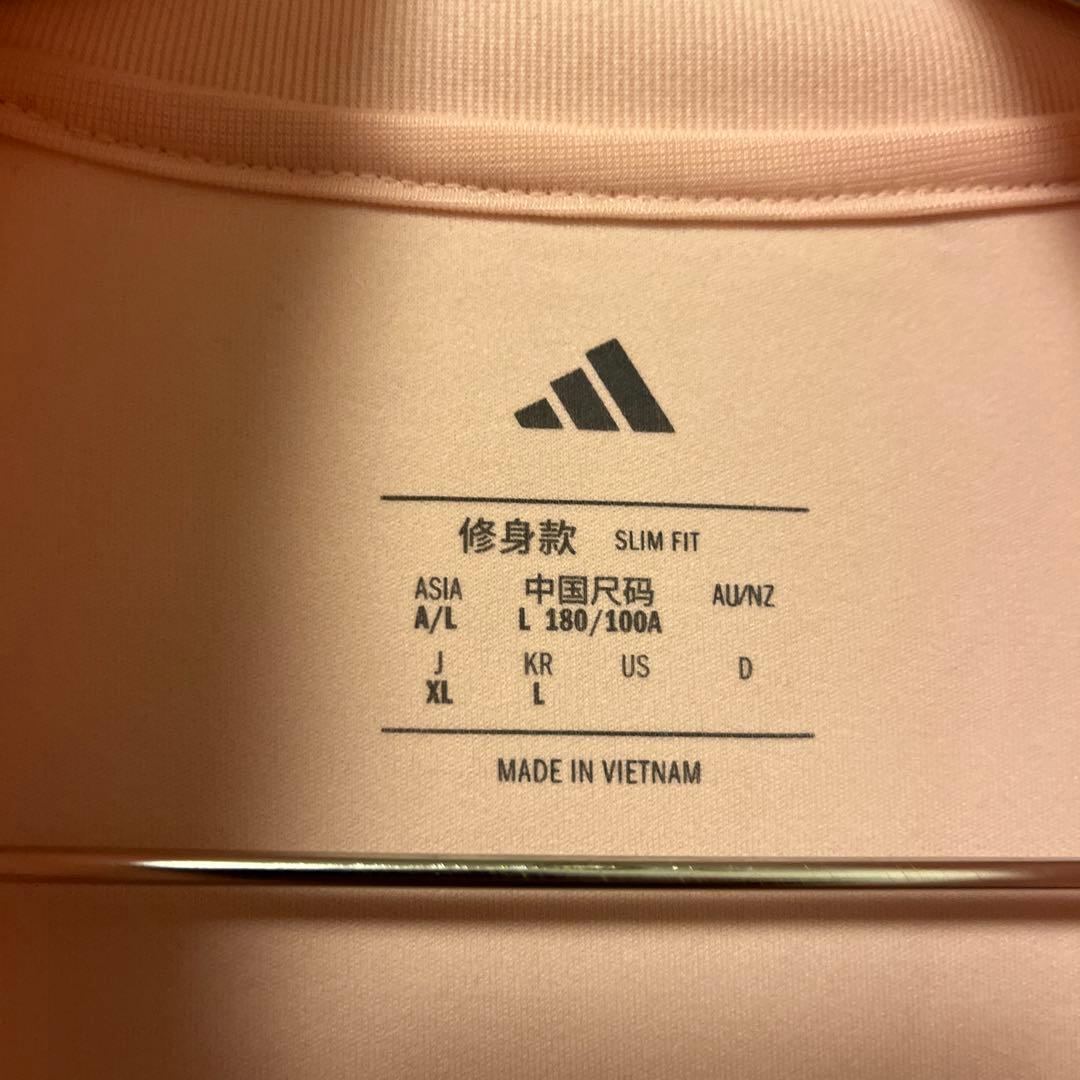 修身款 SLIM FIT
ASIA 中国尺码 AU/NZ
A/L L 180/100A
J KR US D
XL L
MADE IN VIETNAM